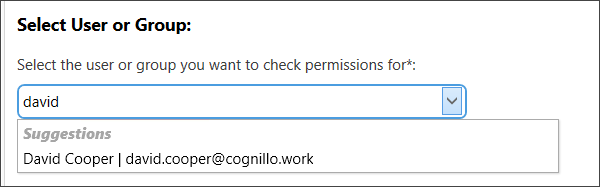 Select User or Group:
Select the user or group you want to check permissions for*:
david
Suggestions
David Cooper | david.cooper@cognillo.work